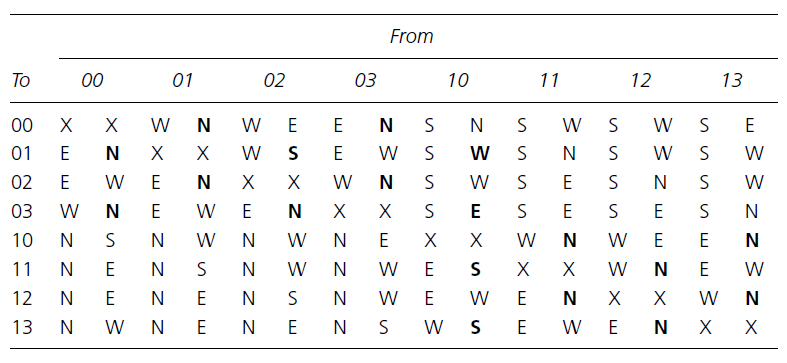 From
To 00 01 02 03 10 11 12 13
00 X X W N W E E N S N S W S W S E
01 E N X X W S E W S W S N S W S W
02 E W E N X X W N S W S E S N S W
03 W N E W E N X X S E S E S E S N
10 N S N W N W N E X X W N W E E N
11 N E N S N W N W E S X X W N E W
12 N E N E N S N W E W E N X X W N
13 N W N E N E N S W S E W E N X X